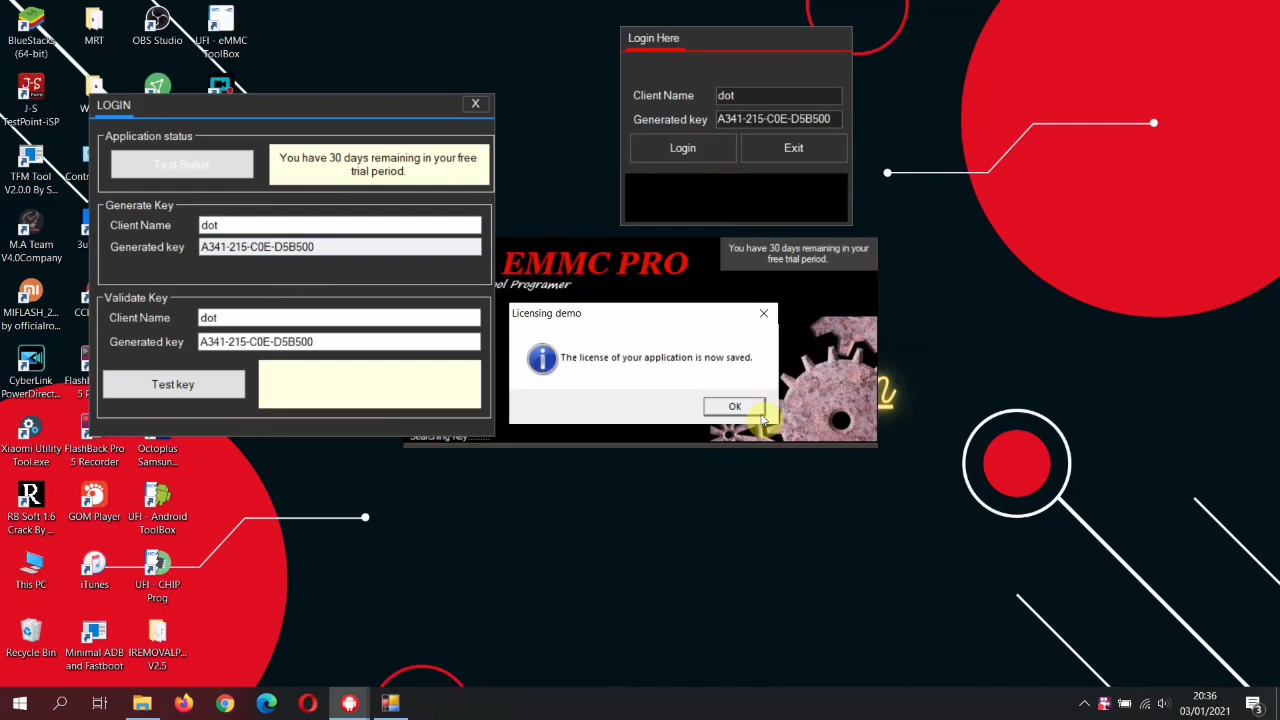 BlueStacks
(64-bit)
MRT
OBS Studio
UFI - eMMC
ToolBox
J-S
TestPoint-iSP
TFM Tool
V2.0.0 By S...
M.A Team
V4.0Company
MIFLASH_2...
by officialro...
CyberLink
PowerDirect...
Xiaomi Utility
Tool.exe
FlashBack Pro
5 Recorder
Octoplus
Samsun...
RB Soft 1.6
Crack By ...
GOM Player
UFI - Android
ToolBox
This PC
iTunes
UFI - CHIP
Prog
Recycle Bin
Minimal ADB
and Fastboot
IREMOVALP...
V2.5
LOGIN
X
Application status
Test Status
You have 30 days remaining in your free
trial period.
Generate Key
Client Name
dot
Generated key
A341-215-C0E-D5B500
Validate Key
Client Name
dot
Generated key
A341-215-C0E-D5B500
Test key
Login Here
Client Name
dot
Generated key
A341-215-C0E-D5B500
Login
Exit
EMMC PRO
ool Programer
You have 30 days remaining in your
free trial period.
Licensing demo
The license of your application is now saved.
OK
Searching Key.........
20:36
03/01/2021
3